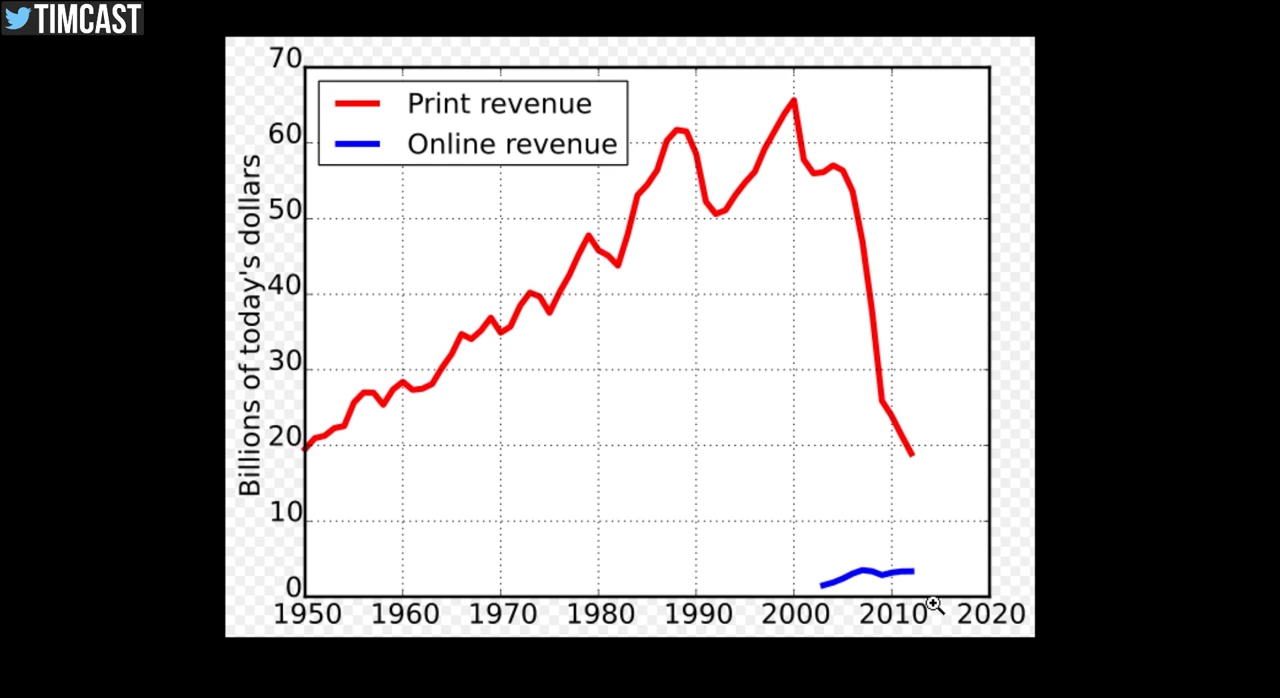 TIMCAST
70
Print revenue
Online revenue
60
50
40
30
20
10
0
Billions of today's dollars
1950 1960 1970 1980 1990 2000 2010 2020